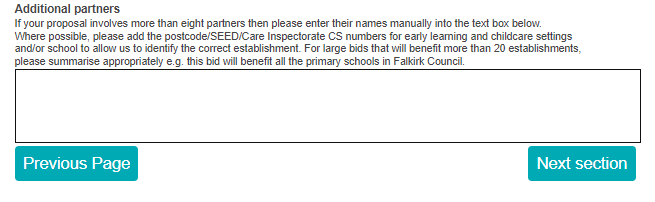 Additional partners
If your proposal involves more than eight partners then please enter their names manually into the text box below.
Where possible, please add the postcode/SEED/Care Inspectorate CS numbers for early learning and childcare settings
and/or school to allow us to identify the correct establishment. For large bids that will benefit more than 20 establishments,
please summarise appropriately e.g. this bid will benefit all the primary schools in Falkirk Council.
Previous Page
Next section